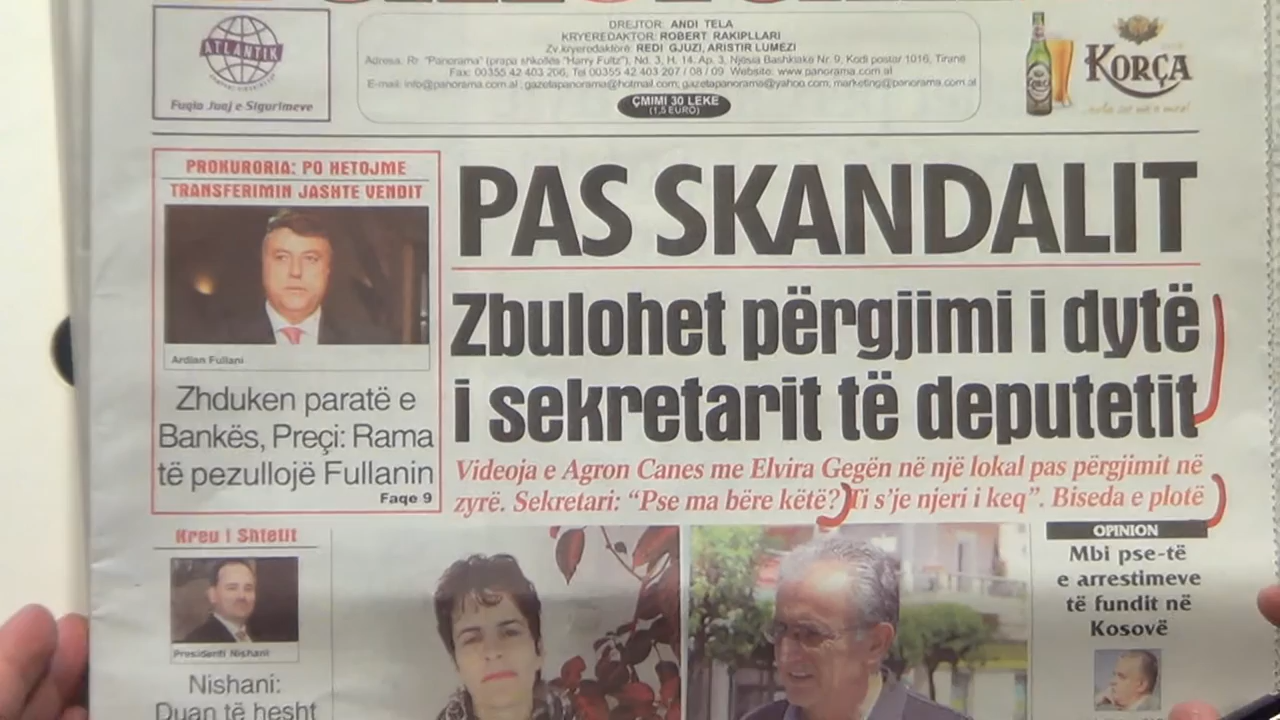 ATLANTIK
Fuqia Juaj e Sigurimeve
DREJTOR: ANDI TELA
KRYEREDAKTOR: ROBERT RAKIPLLARI
Zv.kryeredaktorë: REDI GJUZI, ARISTIR LUMEZI
Adresa: Rr. "Panorama" (prapa shkollës "Harry Fultz"), Nd. 3, H. 14, Ap. 3, Njësia Bashkiake Nr. 9, Kodi postar 1016, Tiranë
Fax: 00355 42 403 206, Tel 00355 42 403 207 / 08 / 09 Website: www.panorama.com.al
E-mail: info@panorama.com.al; gazetapanorama@hotmail.com; gazetapanorama@yahoo.com; marketing@panorama.com.al
ÇMIMI 30 LEKE
(1,5 EURO)
KORÇA
PROKURORIA: PO HETOJME
TRANSFERIMIN JASHTE VENDIT
Ardian Fullani
Zhduken paratë e
Bankës, Preçi: Rama
të pezullojë Fullanin
Faqe 9
PAS SKANDALIT
Zbulohet përgjimi i dytë
i sekretarit të deputetit
Videoja e Agron Canes me Elvira Gegën në një lokal pas përgjimit në
zyrë. Sekretari: “Pse ma bëre këtë? Ti s’je njeri i keq”. Biseda e plotë
Kreu i Shtetit
Presidenti Nishani
Nishani:
Duan të hesht
OPINION
Mbi pse-të
e arrestimeve
të fundit në
Kosovë